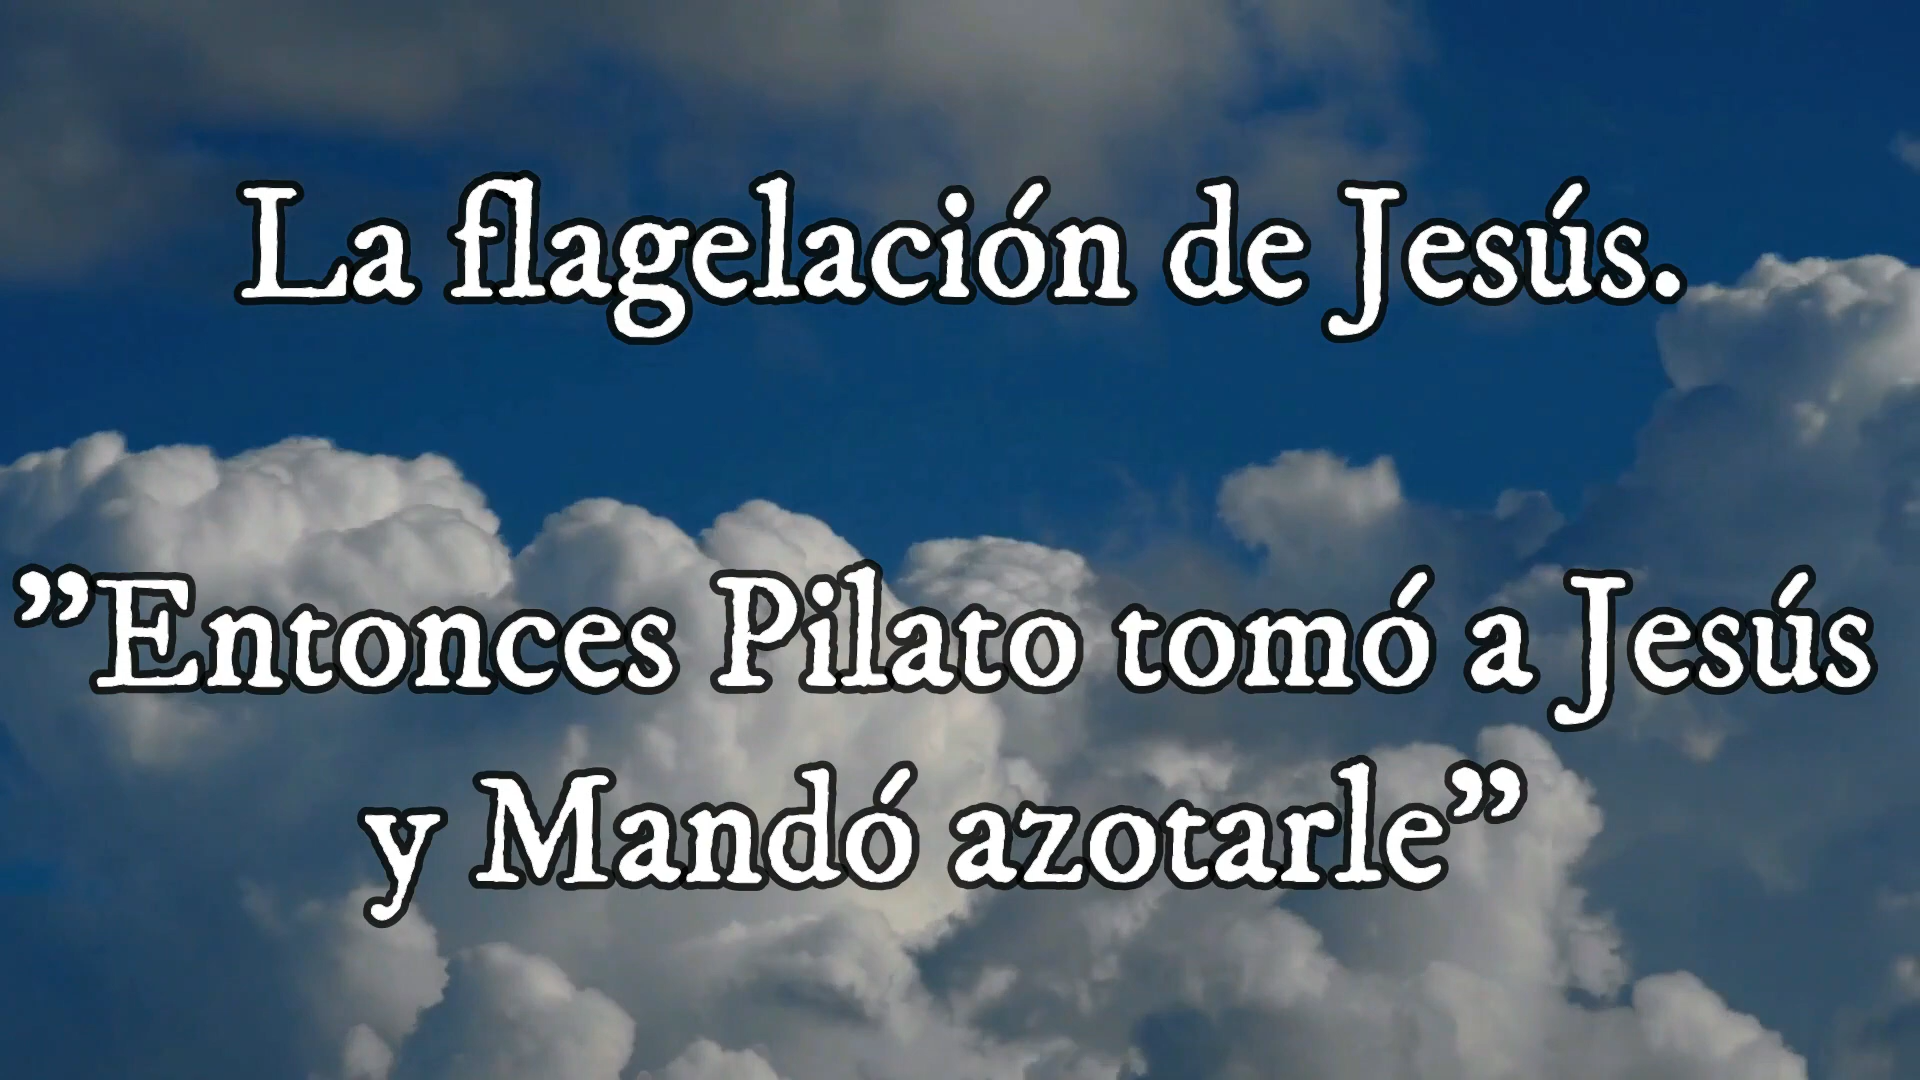 La flagelación de Jesús.
”Entonces Pilato tomó a Jesús
y Mandó azotarle”